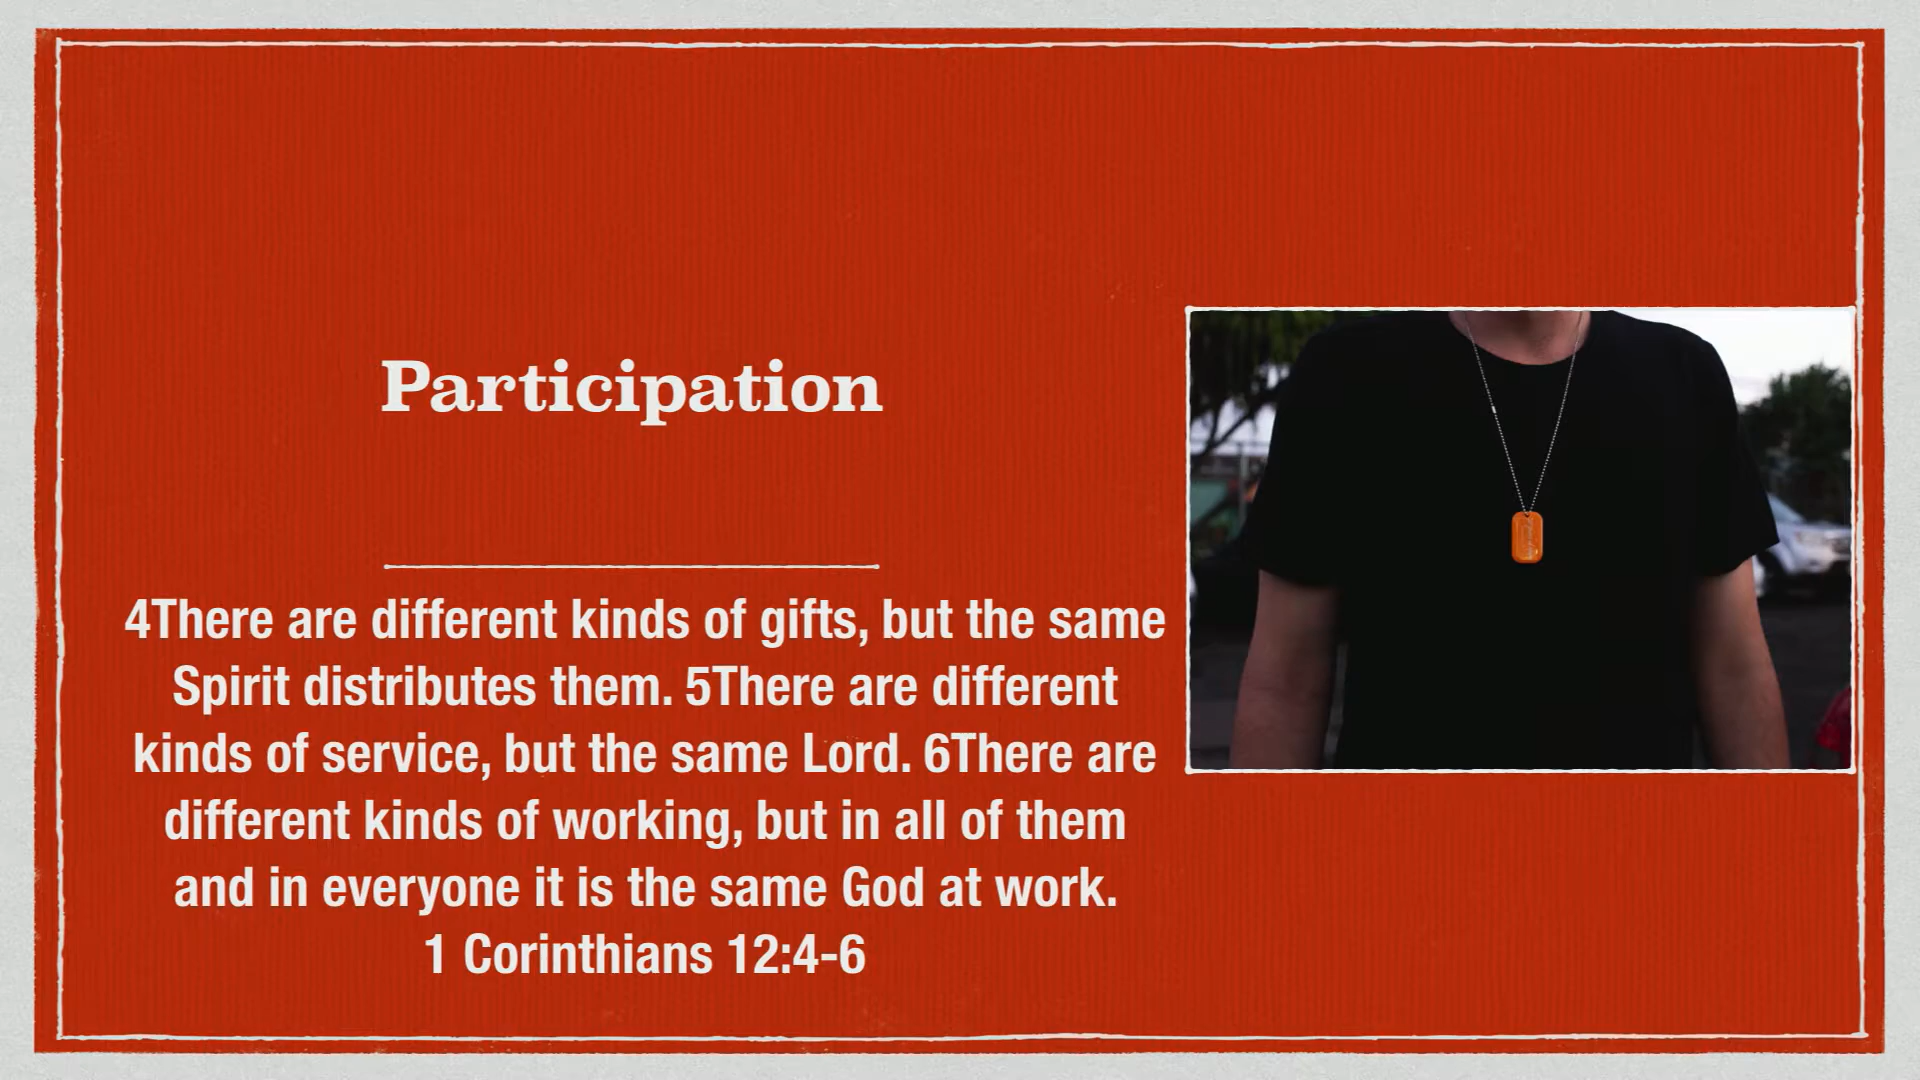 Participation
4There are different kinds of gifts, but the same
Spirit distributes them. 5There are different
kinds of service, but the same Lord. 6There are
different kinds of working, but in all of them
and in everyone it is the same God at work.
1 Corinthians 12:4-6